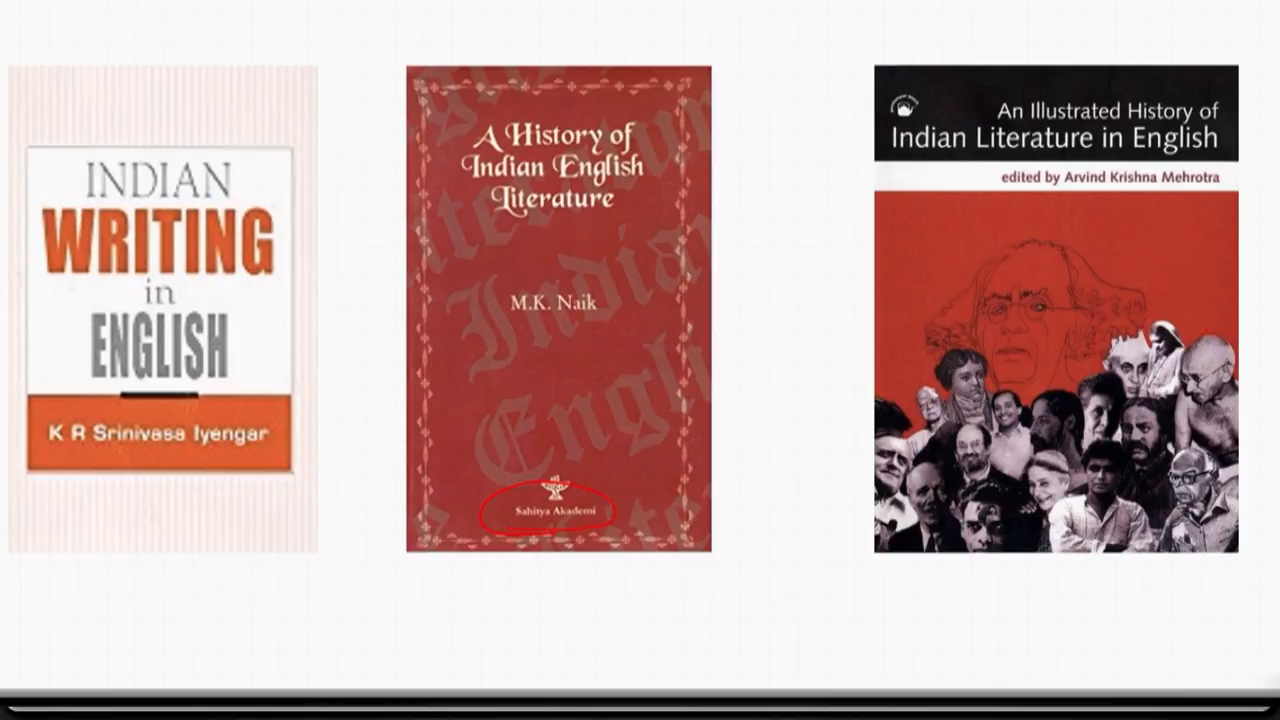 INDIAN
WRITING
in
ENGLISH
K R Srinivasa Iyengar
A History of
Indian English
Literature
M.K. Naik
Sahitya Akademi
An Illustrated History of
Indian Literature in English
edited by Arvind Krishna Mehrotra